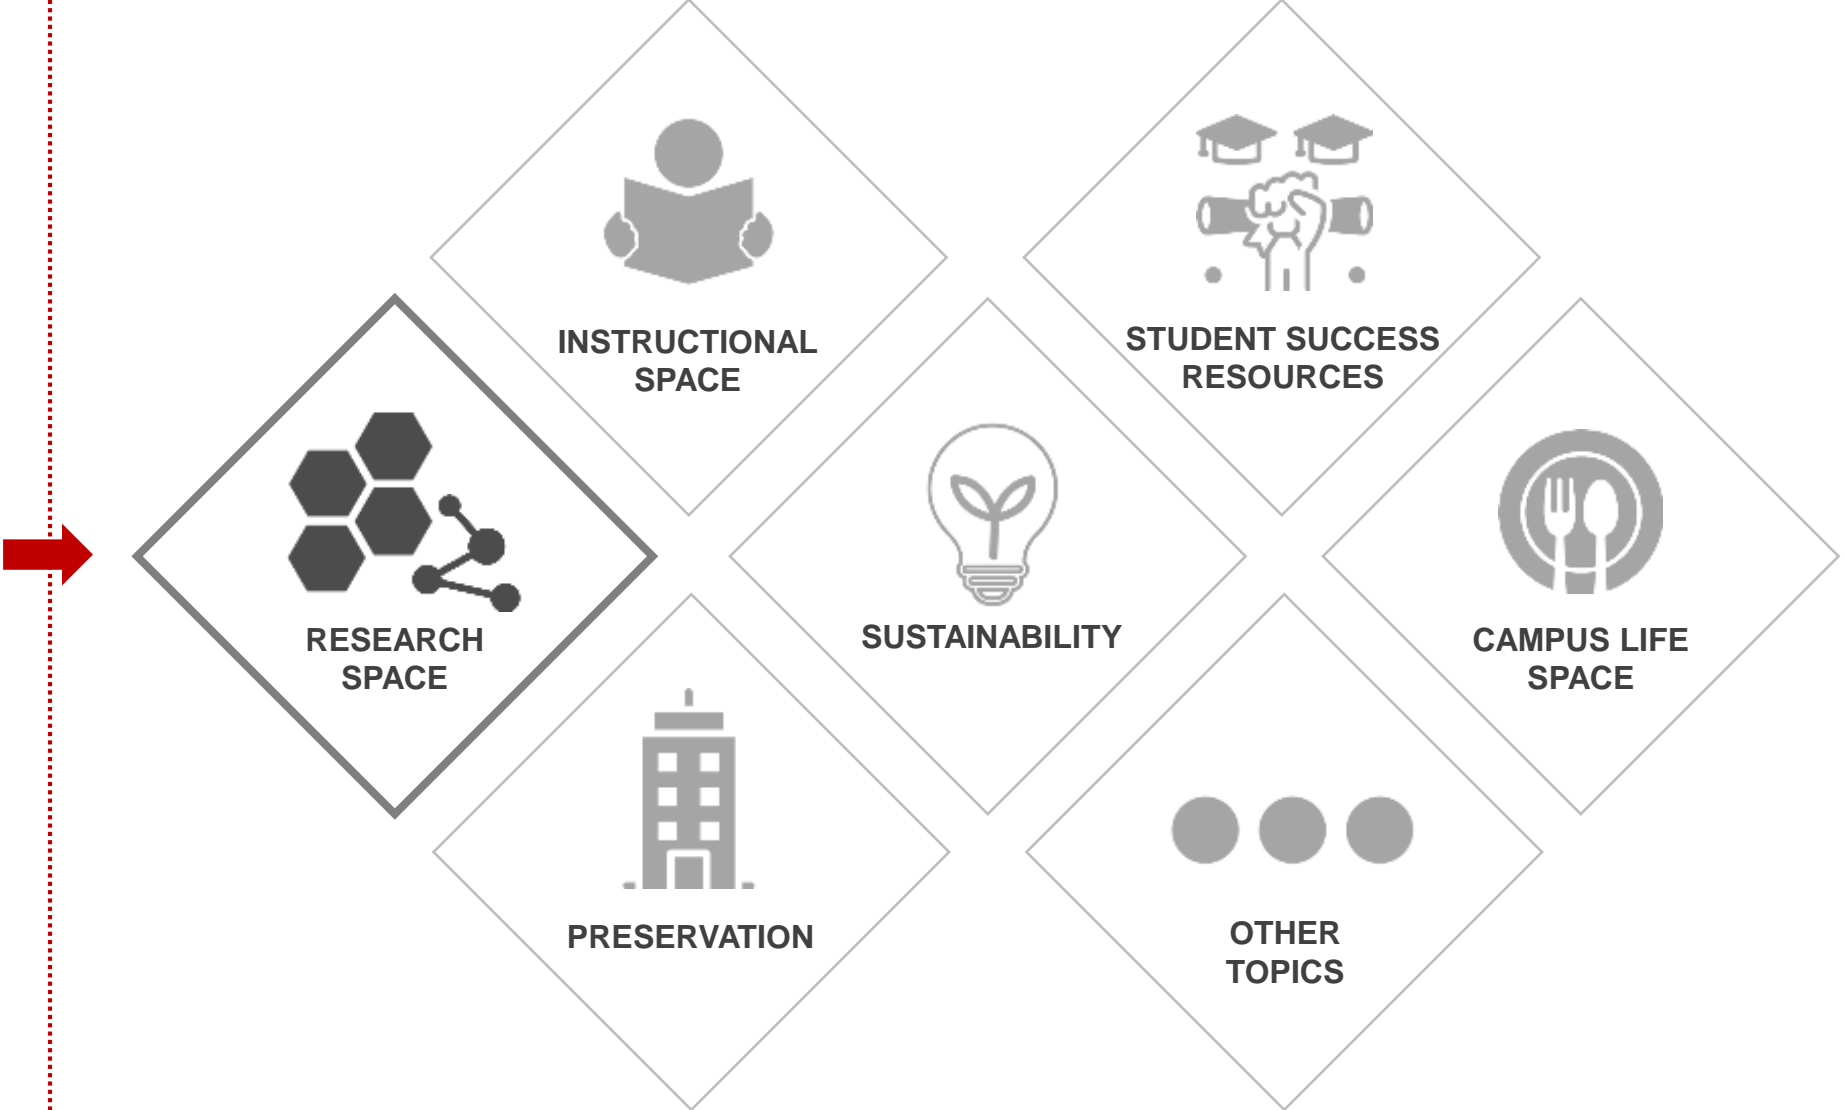 INSTRUCTIONAL
SPACE
STUDENT SUCCESS
RESOURCES
RESEARCH
SPACE
SUSTAINABILITY
CAMPUS LIFE
SPACE
PRESERVATION
OTHER
TOPICS